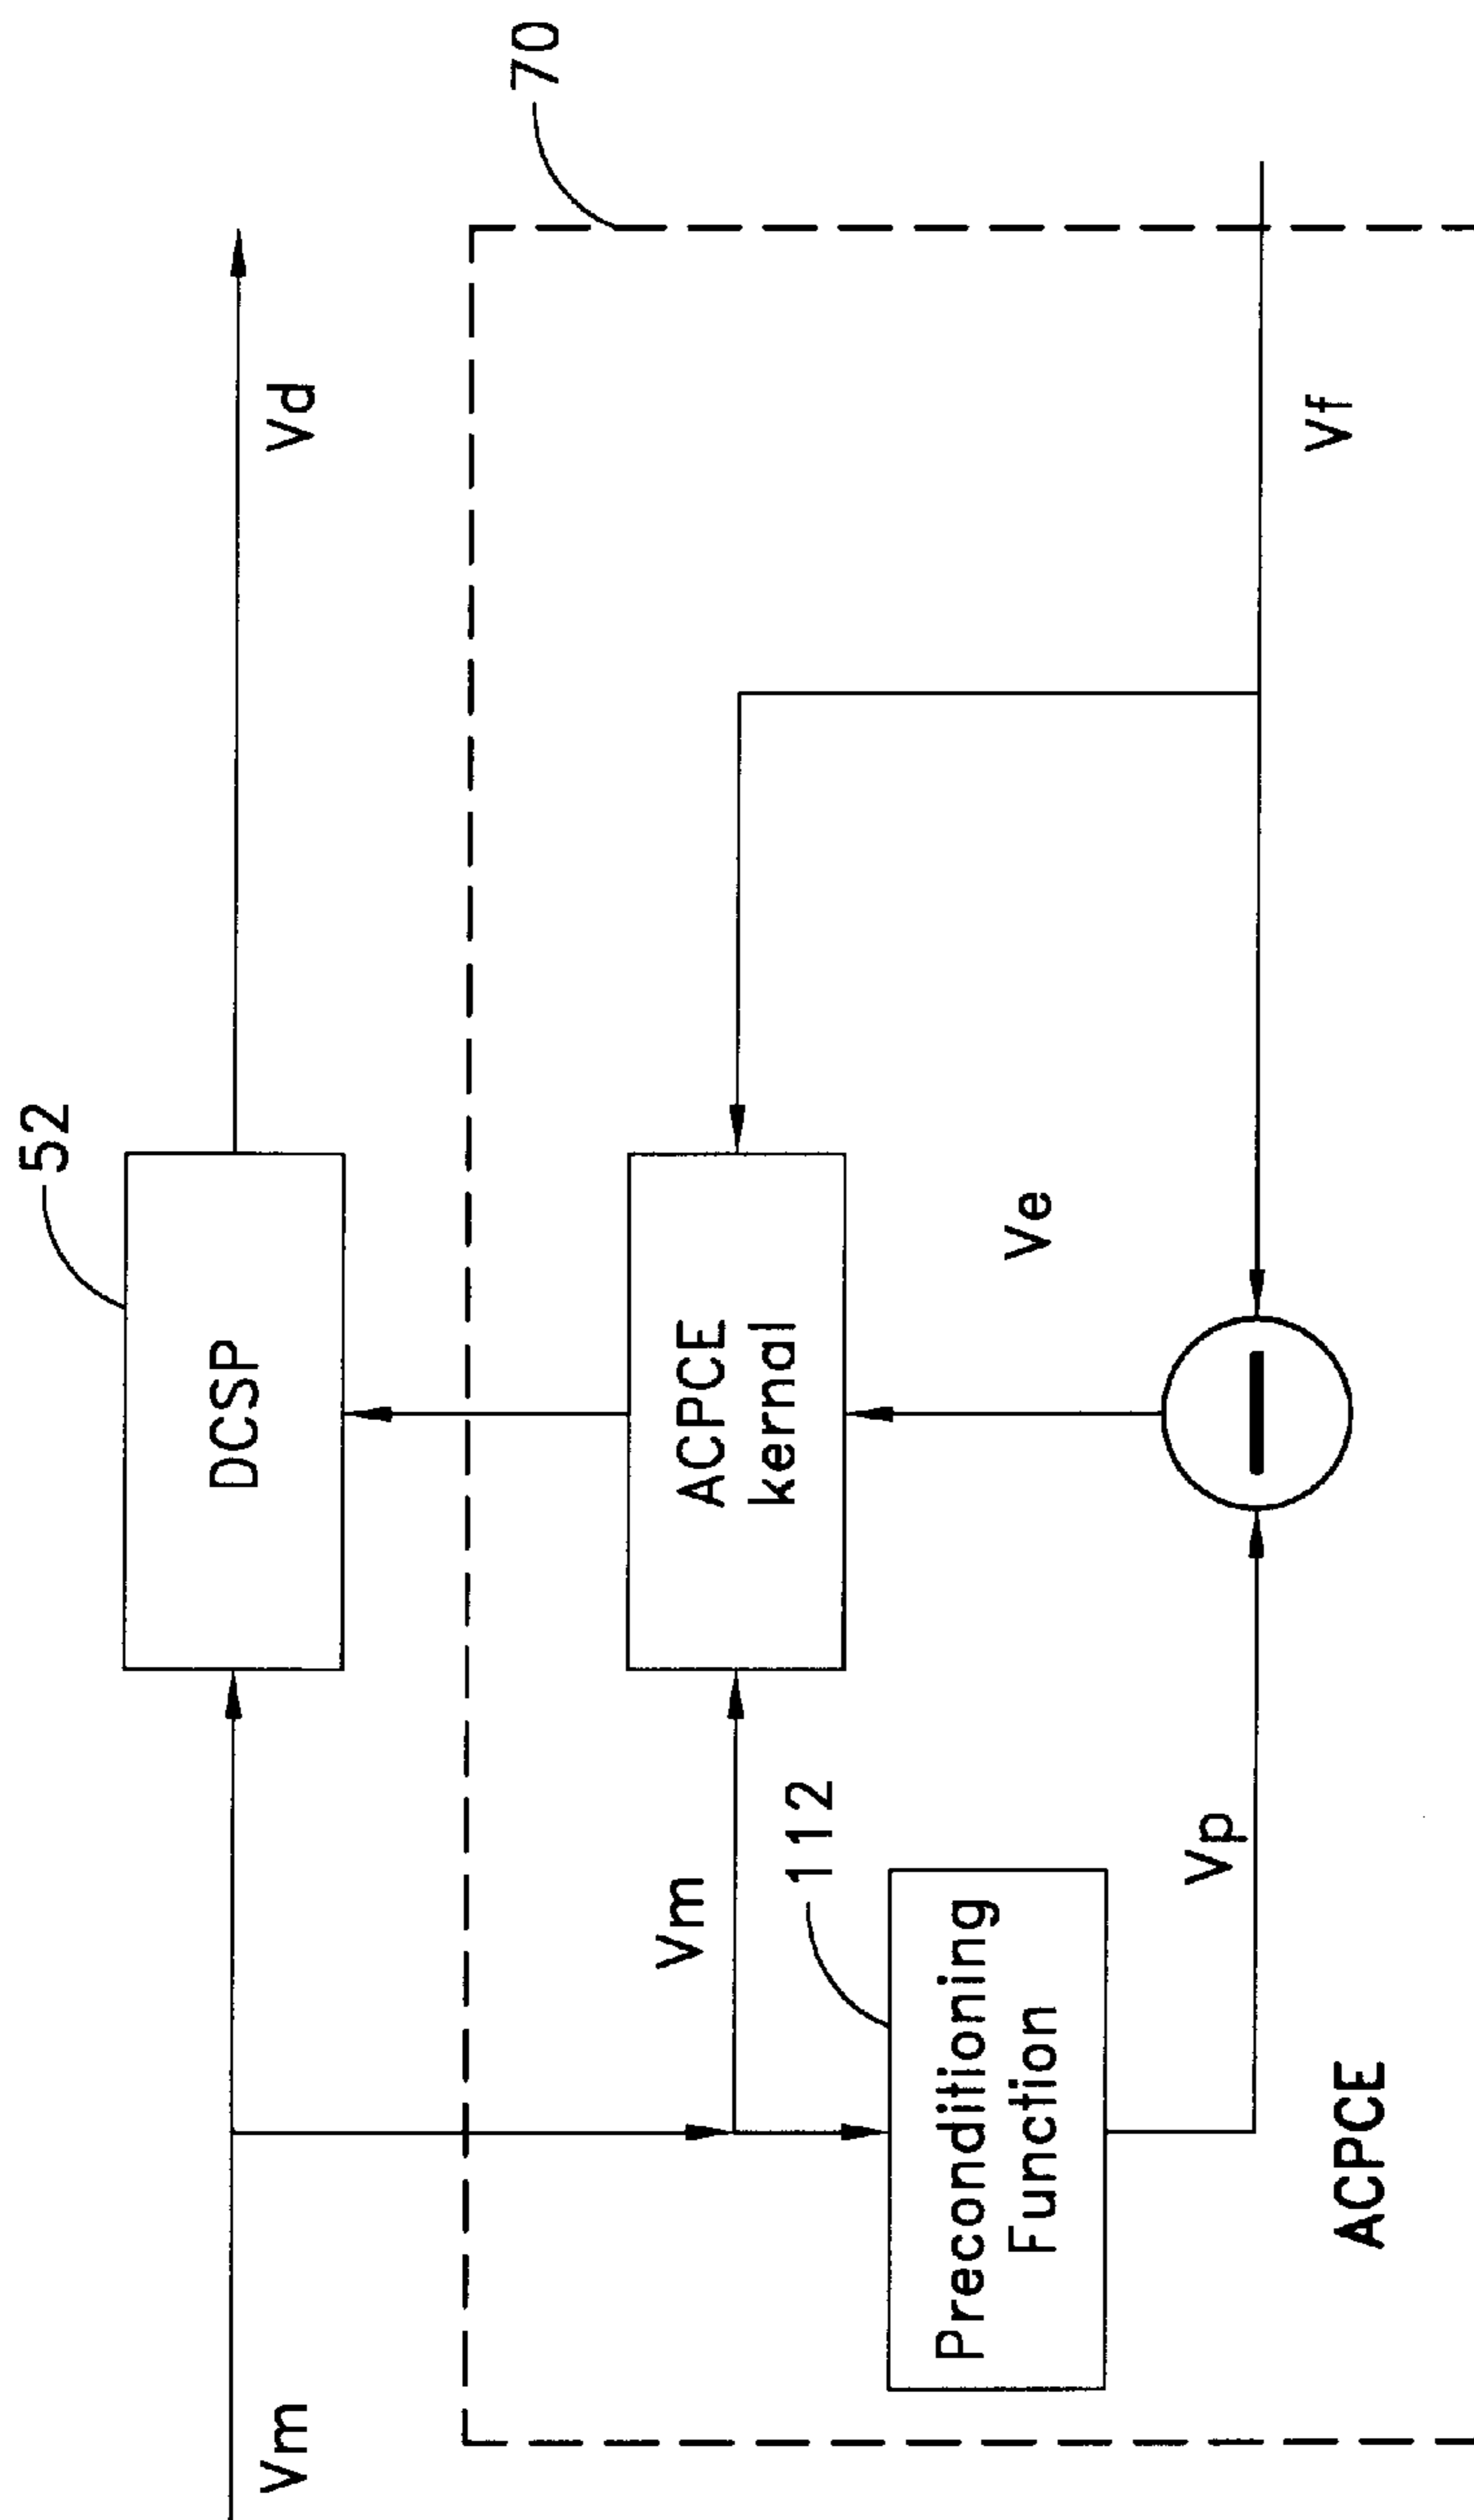 Vm
DCSP
52
Vd
70
Vm
ACPCE
kernal
112
Preconditioning
Function
Ve
Vp
Vf
ACPCE